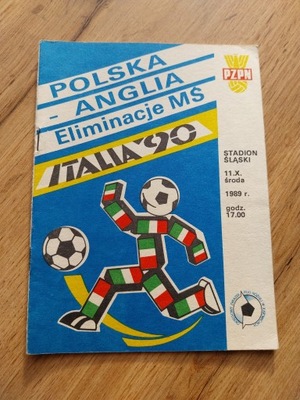 POLSKA
- ANGLIA
Eliminacje MŚ
ITALIA'90
PZPN
STADION
ŚLĄSKI
11.X.
środa
1989 r.
godz.
17.00